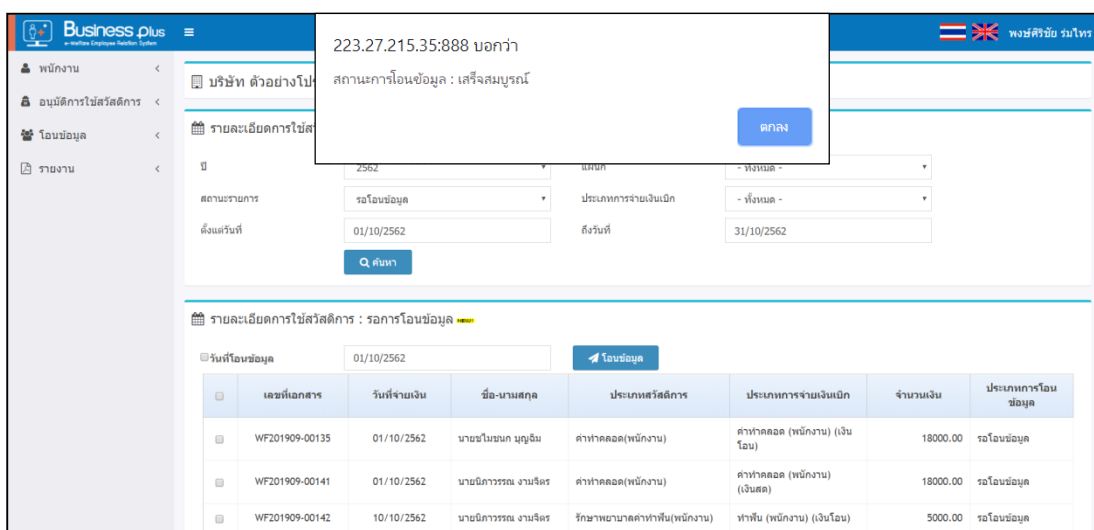 Business Plus
e-Welfare Employee Relation System
พงษ์ศิริชัย ร่มไทร
223.27.215.35:888 บอกว่า
สถานะการโอนข้อมูล : เสร็จสมบูรณ์
ตกลง
พนักงาน
อนุมัติการใช้สวัสดิการ
โอนข้อมูล
รายงาน
บริษัท ตัวอย่างโปร
รายละเอียดการใช้ส
ปี 2562 แผนก - ทั้งหมด -
สถานะรายการ รอโอนข้อมูล ประเภทการจ่ายเงินเบิก - ทั้งหมด -
ตั้งแต่วันที่ 01/10/2562 ถึงวันที่ 31/10/2562
ค้นหา
รายละเอียดการใช้สวัสดิการ : รอการโอนข้อมูล
วันที่โอนข้อมูล 01/10/2562 โอนข้อมูล
เลขที่เอกสาร วันที่จ่ายเงิน ชื่อ-นามสกุล ประเภทสวัสดิการ ประเภทการจ่ายเงินเบิก จำนวนเงิน ประเภทการโอน
ข้อมูล
WF201909-00135 01/10/2562 นายชไมชนก บุญฉิม ค่าทำคลอด(พนักงาน) ค่าทำคลอด (พนักงาน) (เงิน
โอน) 18000.00 รอโอนข้อมูล
WF201909-00141 01/10/2562 นายนิภาวรรณ งามจิตร ค่าทำคลอด(พนักงาน) ค่าทำคลอด (พนักงาน)
(เงินสด) 18000.00 รอโอนข้อมูล
WF201909-00142 10/10/2562 นายนิภาวรรณ งามจิตร รักษาพยาบาลค่าทำฟัน(พนักงาน) ทำฟัน (พนักงาน) (เงินโอน) 5000.00 รอโอนข้อมูล